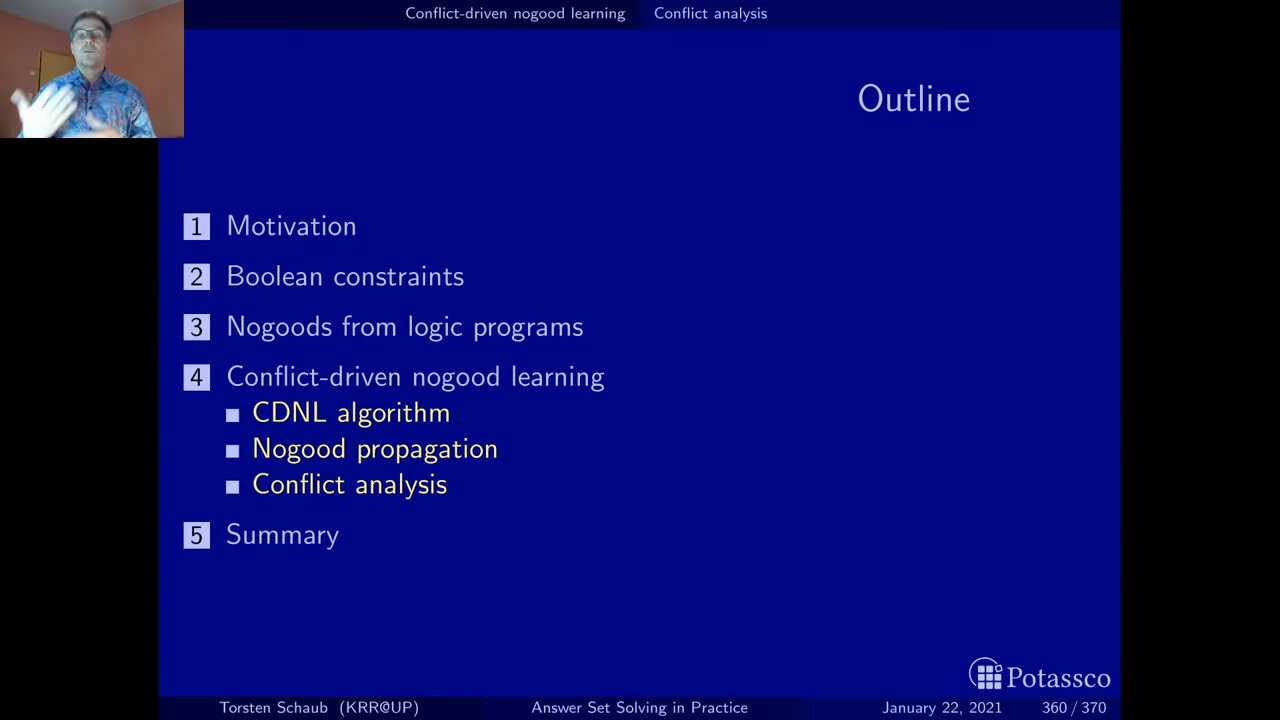 Conflict-driven nogood learning Conflict analysis
Outline
1 Motivation
2 Boolean constraints
3 Nogoods from logic programs
4 Conflict-driven nogood learning
CDNL algorithm
Nogood propagation
Conflict analysis
5 Summary
Potassco
Torsten Schaub (KRR@UP) Answer Set Solving in Practice January 22, 2021 360 / 370